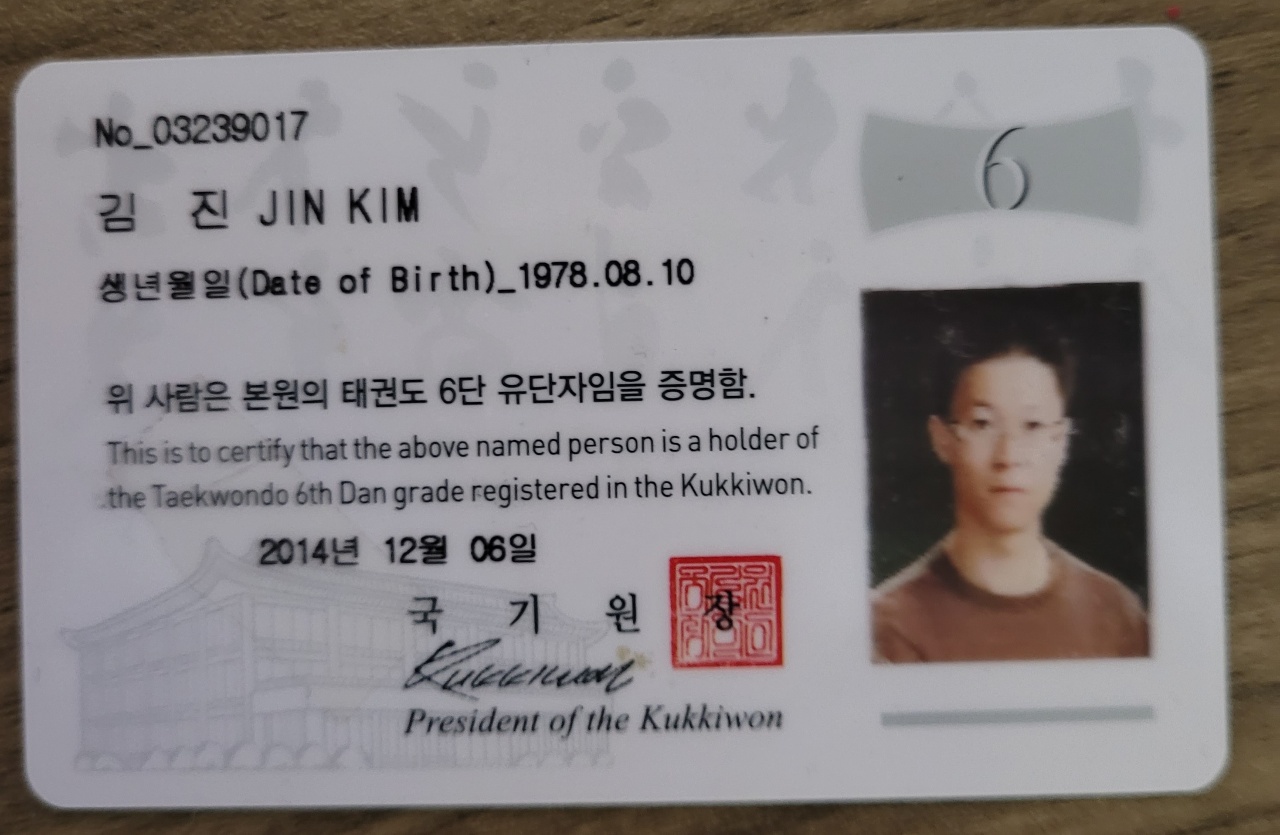 No_03239017
6
김 진 JIN KIM
생년월일(Date of Birth)_1978.08.10
위 사람은 본원의 태권도 6단 유단자임을 증명함.
This is to certify that the above named person is a holder of
the Taekwondo 6th Dan grade registered in the Kukkiwon.
2014년 12월 06일
국 기 원 장
Kukkiwon
President of the Kukkiwon